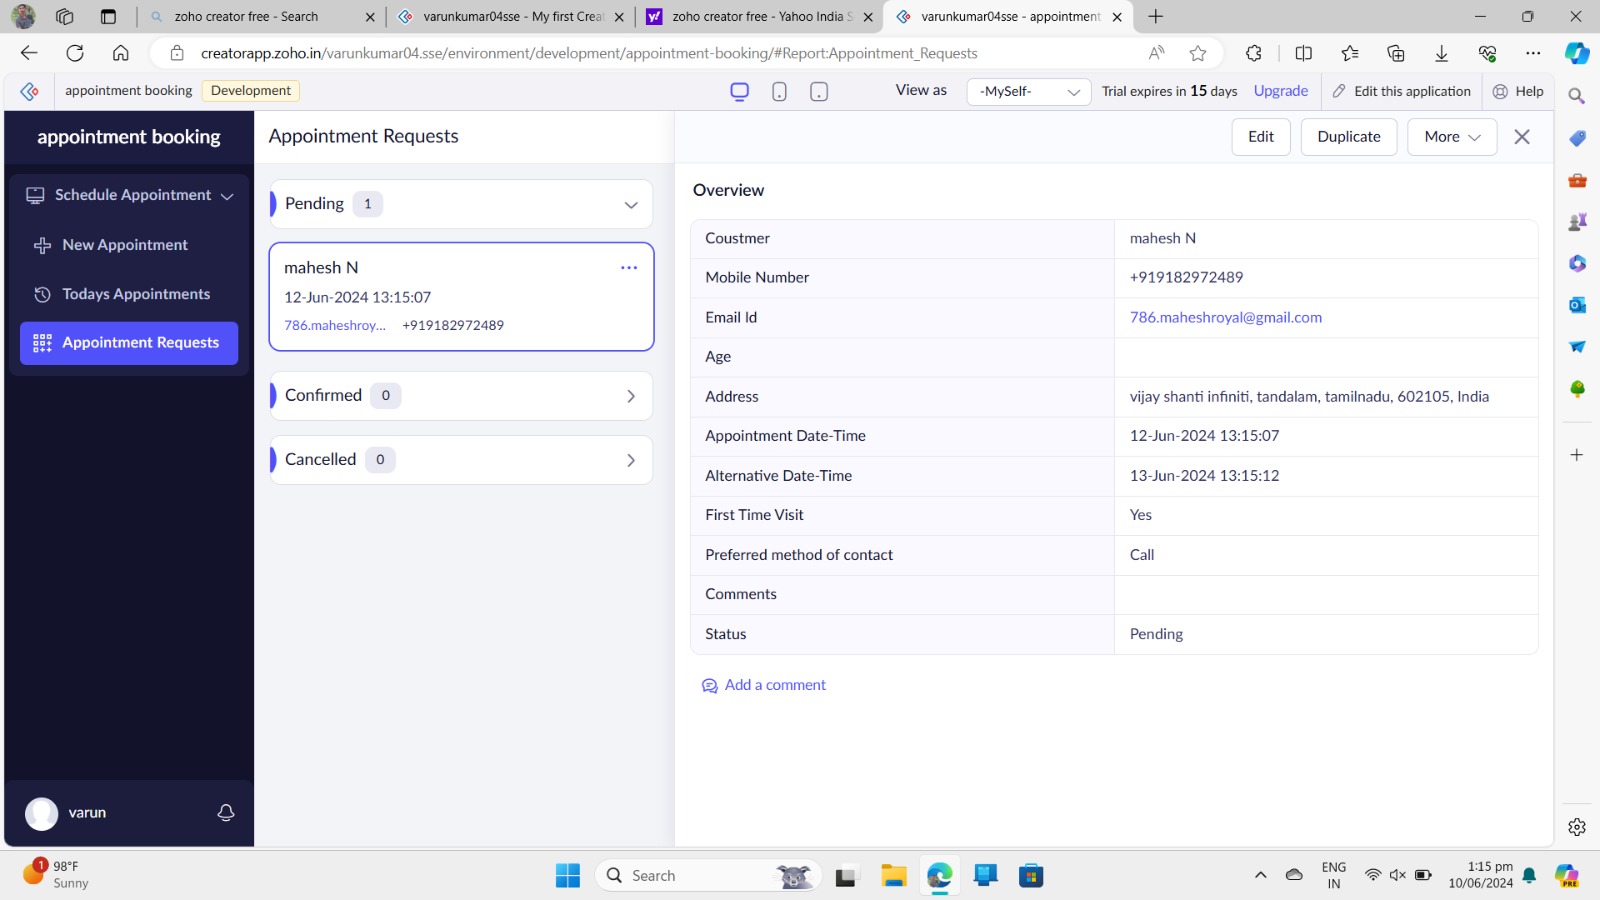 zoho creator free - Search
varunkumar04sse - My first Creat
zoho creator free - Yahoo India S
varunkumar04sse - appointment
creatorapp.zoho.in/varunkumar04.sse/environment/development/appointment-booking/#Report:Appointment_Requests
appointment booking
Development
View as
-MySelf-
Trial expires in 15 days
Upgrade
Edit this application
Help
appointment booking
Schedule Appointment
New Appointment
Todays Appointments
Appointment Requests
varun
Appointment Requests
Pending 1
mahesh N
12-Jun-2024 13:15:07
786.maheshroy... +919182972489
Confirmed 0
Cancelled 0
Edit
Duplicate
More
Overview
Coustmer mahesh N
Mobile Number +919182972489
Email Id 786.maheshroyal@gmail.com
Age
Address vijay shanti infiniti, tandalam, tamilnadu, 602105, India
Appointment Date-Time 12-Jun-2024 13:15:07
Alternative Date-Time 13-Jun-2024 13:15:12
First Time Visit Yes
Preferred method of contact Call
Comments
Status Pending
Add a comment
1
98°F
Sunny
Search
ENG
IN
1:15 pm
10/06/2024
PRE